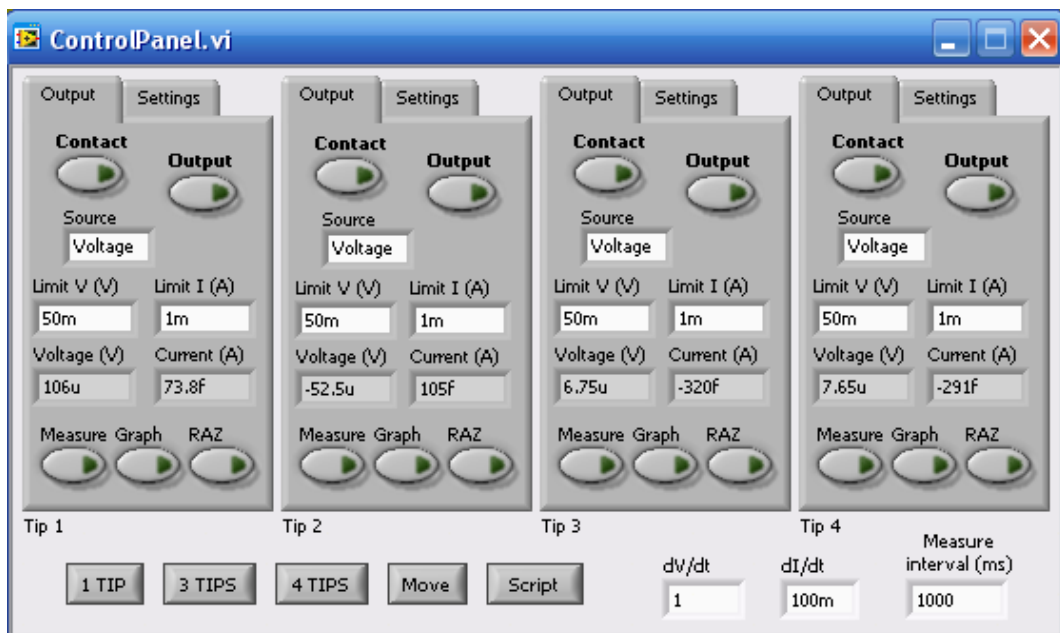 ControlPanel.vi
Output Settings
Contact
Output
Source
Voltage
Limit V (V) Limit I (A)
50m 1m
Voltage (V) Current (A)
106u 73.8f
Measure Graph RAZ
Tip 1
Output Settings
Contact
Output
Source
Voltage
Limit V (V) Limit I (A)
50m 1m
Voltage (V) Current (A)
-52.5u 105f
Measure Graph RAZ
Tip 2
Output Settings
Contact
Output
Source
Voltage
Limit V (V) Limit I (A)
50m 1m
Voltage (V) Current (A)
6.75u -320f
Measure Graph RAZ
Tip 3
Output Settings
Contact
Output
Source
Voltage
Limit V (V) Limit I (A)
50m 1m
Voltage (V) Current (A)
7.65u -291f
Measure Graph RAZ
Tip 4
1 TIP 3 TIPS 4 TIPS Move Script
dV/dt
1
dI/dt
100m
Measure
interval (ms)
1000